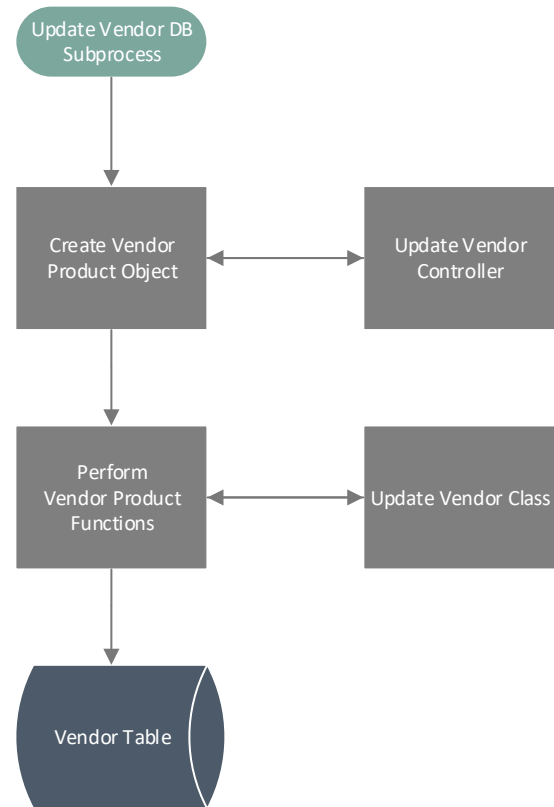 Update Vendor DB
Subprocess
Create Vendor
Product Object
Update Vendor
Controller
Perform
Vendor Product
Functions
Update Vendor Class
Vendor Table